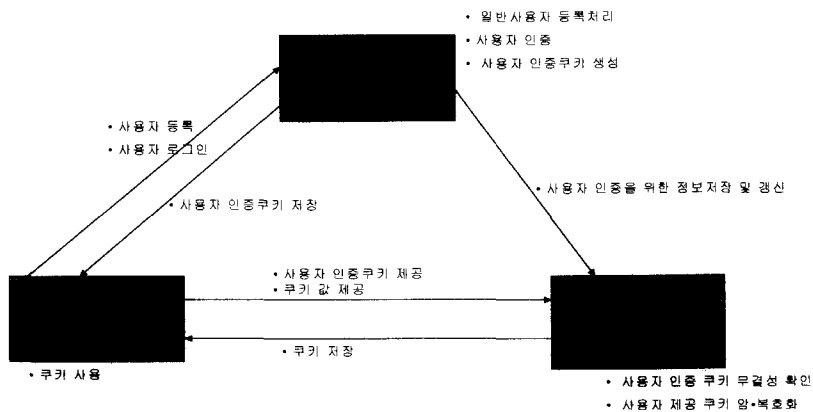 • 일반사용자 등록처리
• 사용자 인증
• 사용자 인증쿠키 생성
• 사용자 등록
• 사용자 로그인
• 사용자 인증쿠키 저장
• 사용자 인증을 위한 정보저장 및 갱신
• 사용자 인증쿠키 제공
• 쿠키 값 제공
• 쿠키 저장
• 쿠키 사용
• 사용자 인증 쿠키 무결성 확인
• 사용자 제공 쿠키 암•복호화